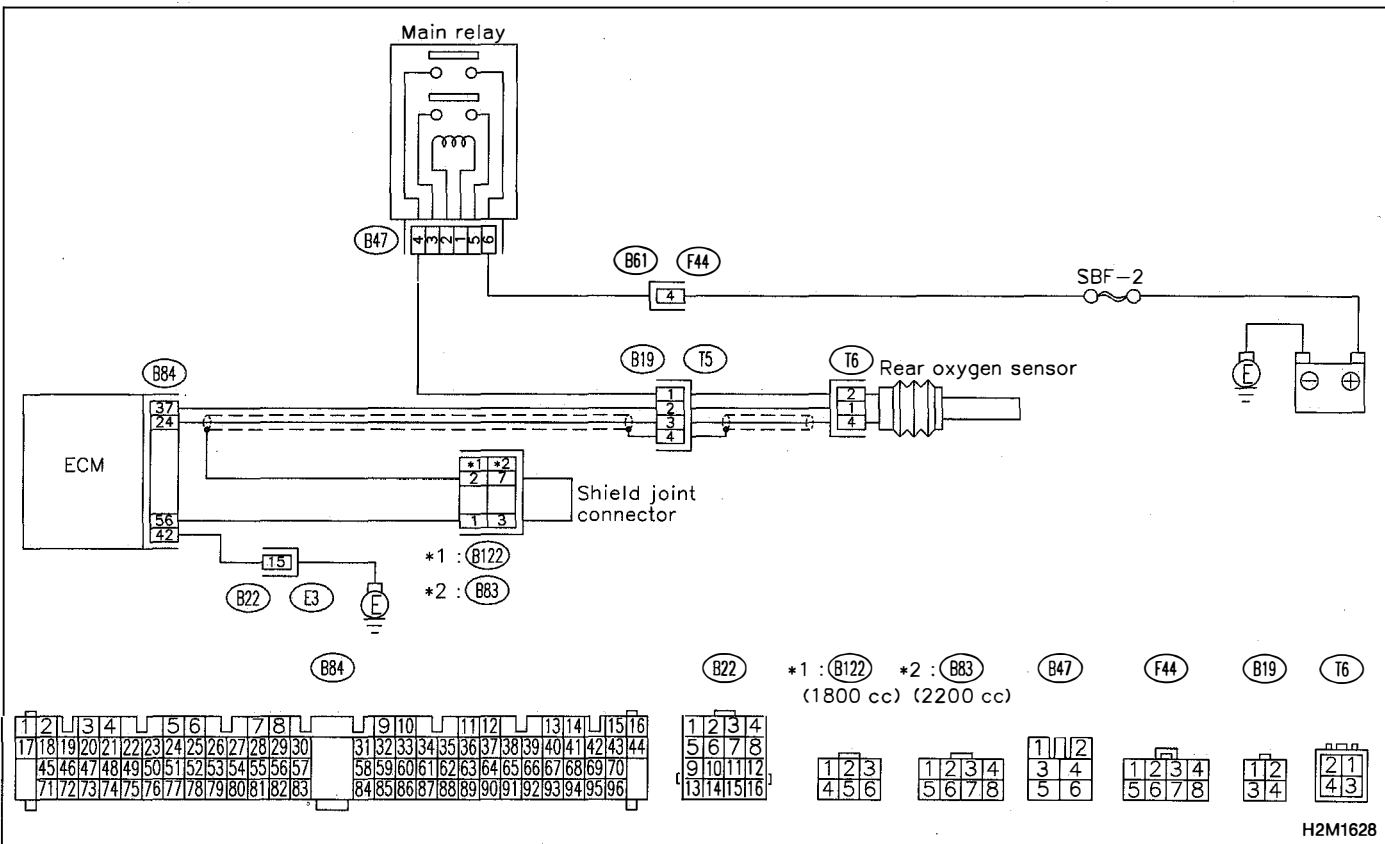 Main relay
B47
4 3 2 1 5 6
B61 F44
4
SBF-2
E
⊖ ⊕
B84
B19 T5
T6
Rear oxygen sensor
37
24
1
2
3
4
2
1
4
ECM
*1 *2
2 7
1 3
Shield joint
connector
56
42
15
B22 E3
E
*1 : B122
*2 : B83
B84
B22
*1 : B122 *2 : B83
(1800 cc) (2200 cc)
B47
F44
B19
T6
1 2 3 4 5 6 7 8 9 10 11 12 13 14 15 16
17 18 19 20 21 22 23 24 25 26 27 28 29 30 31 32 33 34 35 36 37 38 39 40 41 42 43 44
45 46 47 48 49 50 51 52 53 54 55 56 57 58 59 60 61 62 63 64 65 66 67 68 69 70
71 72 73 74 75 76 77 78 79 80 81 82 83 84 85 86 87 88 89 90 91 92 93 94 95 96
1 2 3 4
5 6 7 8
9 10 11 12
13 14 15 16
1 2 3
4 5 6
1 2 3 4
5 6 7 8
1 2
3 4
5 6
1 2 3 4
5 6 7 8
1 2
3 4
2 1
4 3
H2M1628